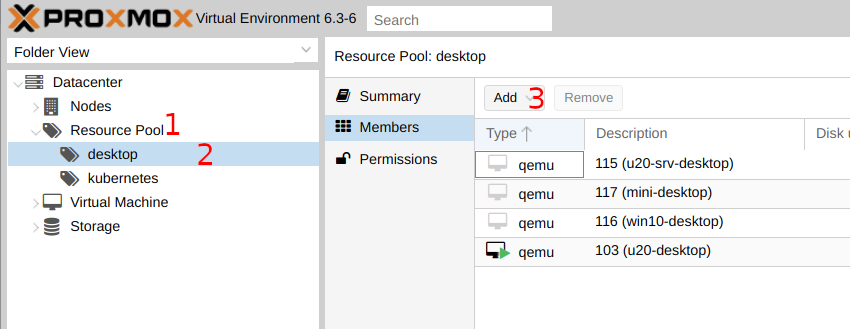 XPROXMOX Virtual Environment 6.3-6 Search
Folder View
Resource Pool: desktop
Datacenter
Nodes
Resource Pool 1
desktop 2
kubernetes
Virtual Machine
Storage
Summary
Members
Permissions
Add 3 Remove
Type Description Disk u
qemu 115 (u20-srv-desktop)
qemu 117 (mini-desktop)
qemu 116 (win10-desktop)
qemu 103 (u20-desktop)